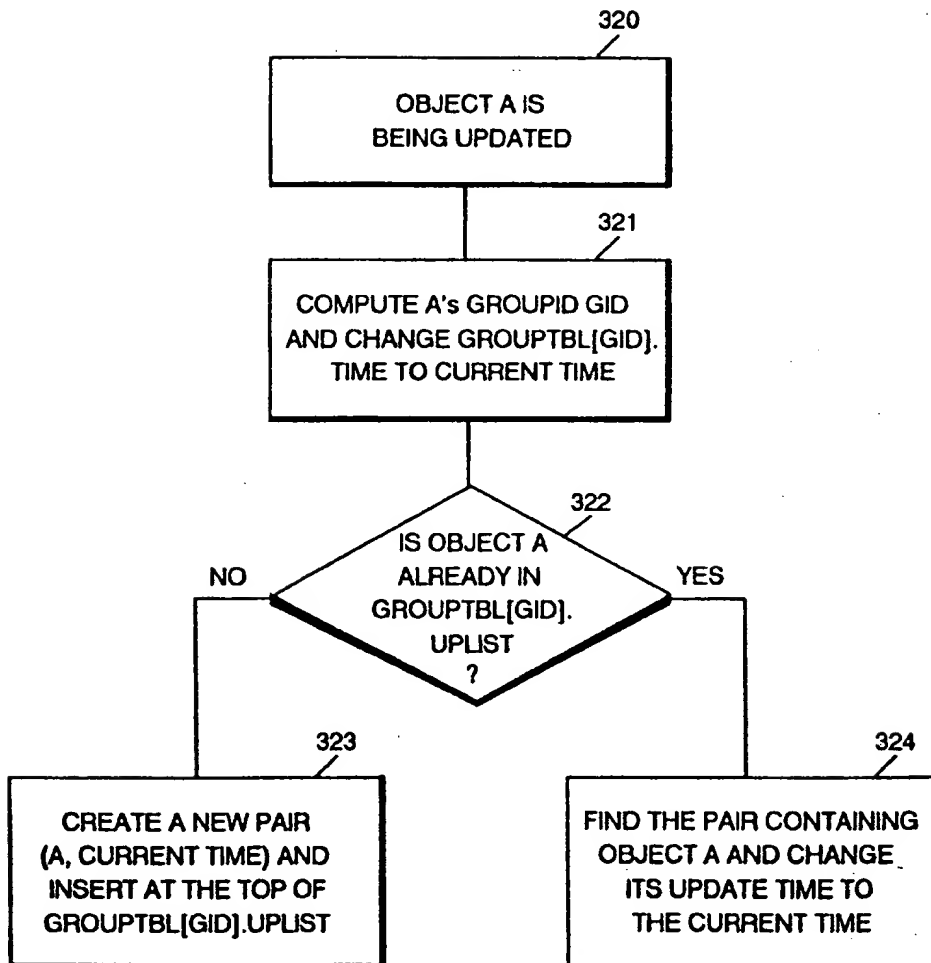 320
OBJECT A IS
BEING UPDATED
321
COMPUTE A's GROUPID GID
AND CHANGE GROUPTBL[GID].
TIME TO CURRENT TIME
322
IS OBJECT A
ALREADY IN
GROUPTBL[GID].
UPLIST
?
NO
YES
323
CREATE A NEW PAIR
(A, CURRENT TIME) AND
INSERT AT THE TOP OF
GROUPTBL[GID].UPLIST
324
FIND THE PAIR CONTAINING
OBJECT A AND CHANGE
ITS UPDATE TIME TO
THE CURRENT TIME